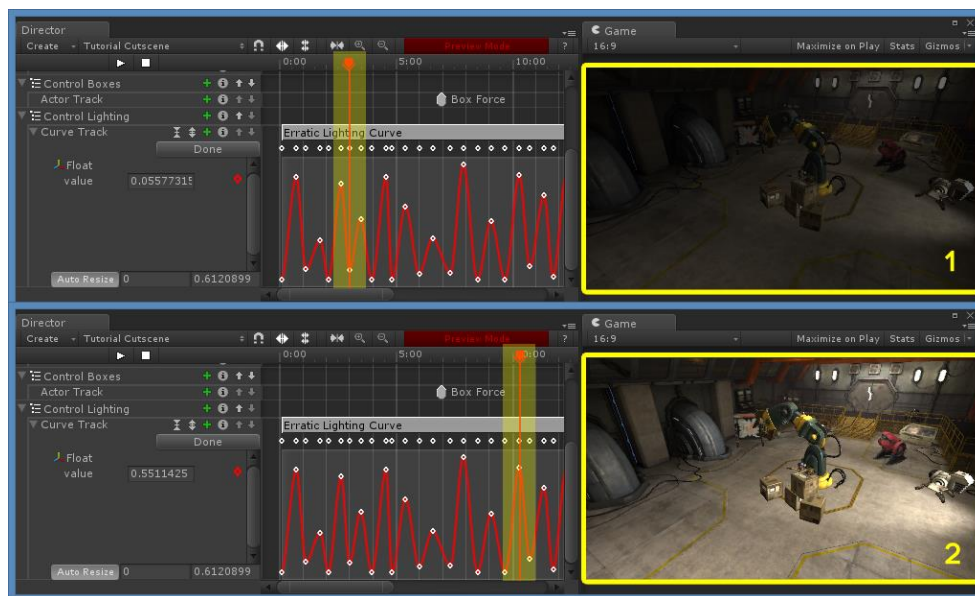 Director
Game
Create Tutorial Cutscene
Preview Mode
?
16:9
Maximize on Play Stats Gizmos
0:00 5:00 10:00
Control Boxes
Actor Track
Box Force
Control Lighting
Curve Track
Erratic Lighting Curve
Done
Float
value 0.05577315
Auto Resize 0 0.6120899
1
Director
Game
Create Tutorial Cutscene
Preview Mode
?
16:9
Maximize on Play Stats Gizmos
0:00 5:00
Control Boxes
Actor Track
Box Force
Control Lighting
Curve Track
Erratic Lighting Curve
Done
Float
value 0.5511425
Auto Resize 0 0.6120899
2